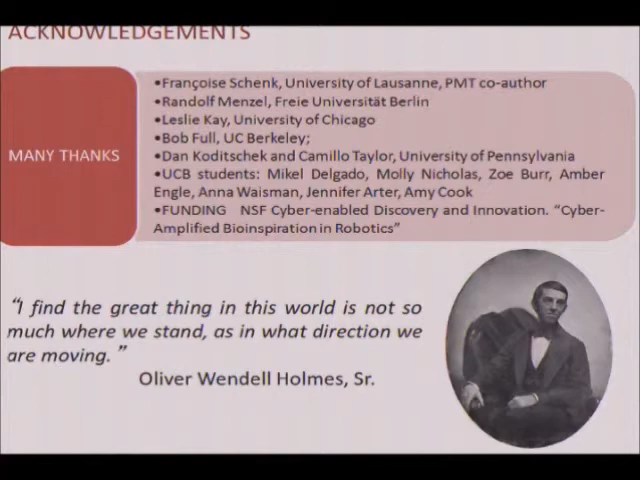 ACKNOWLEDGEMENTS
MANY THANKS
•Françoise Schenk, University of Lausanne, PMT co-author
•Randolf Menzel, Freie Universität Berlin
•Leslie Kay, University of Chicago
•Bob Full, UC Berkeley;
•Dan Koditschek and Camillo Taylor, University of Pennsylvania
•UCB students: Mikel Delgado, Molly Nicholas, Zoe Burr, Amber
Engle, Anna Waisman, Jennifer Arter, Amy Cook
•FUNDING NSF Cyber-enabled Discovery and Innovation. “Cyber-
Amplified Bioinspiration in Robotics”
“I find the great thing in this world is not so
much where we stand, as in what direction we
are moving.”
Oliver Wendell Holmes, Sr.